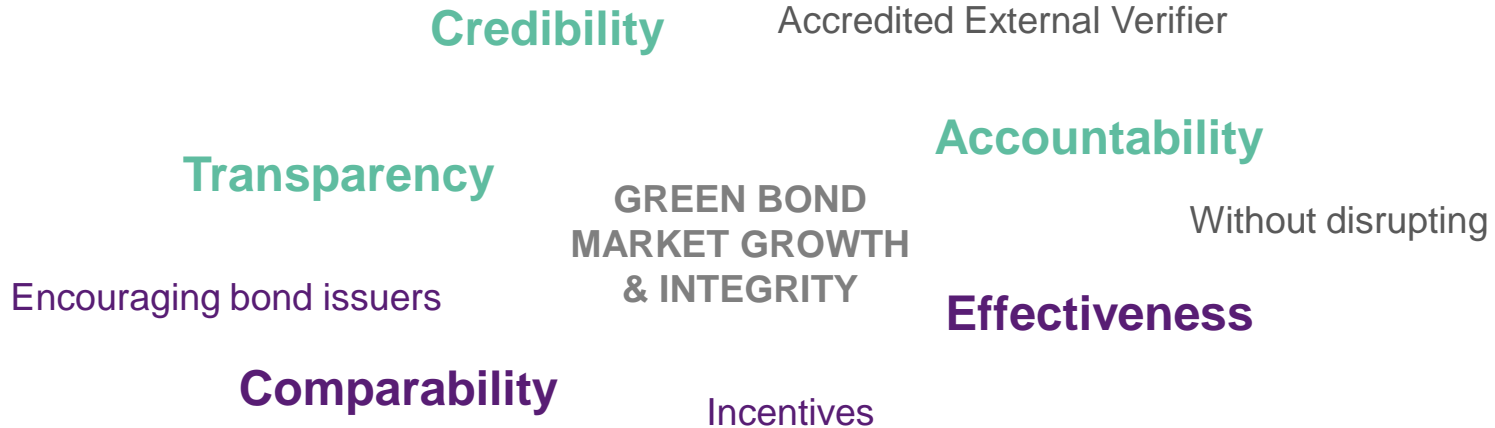 Credibility
Accredited External Verifier
Accountability
Transparency
GREEN BOND
MARKET GROWTH
& INTEGRITY
Without disrupting
Encouraging bond issuers
Effectiveness
Comparability
Incentives